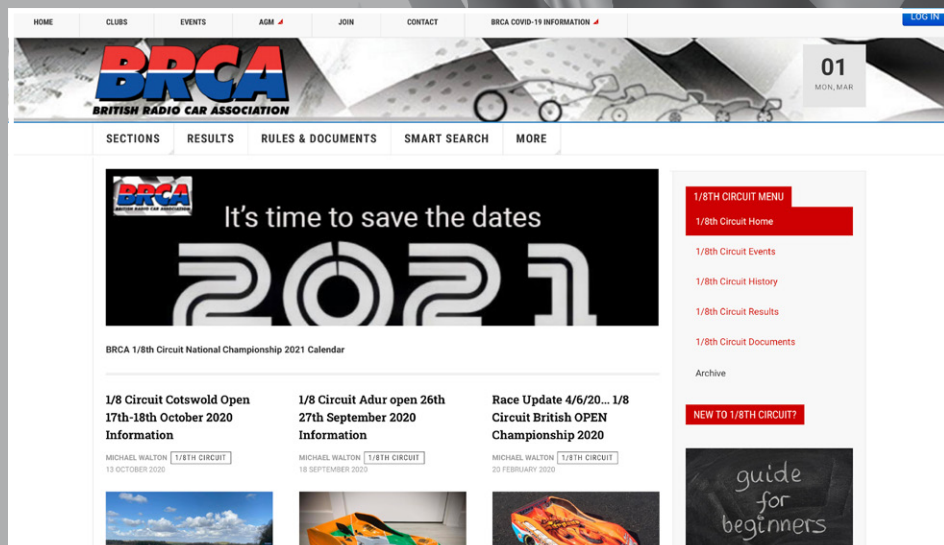 HOME CLUBS EVENTS AGM JOIN CONTACT BRCA COVID-19 INFORMATION LOG IN
BRCA
BRITISH RADIO CAR ASSOCIATION
01
MON, MAR
SECTIONS RESULTS RULES & DOCUMENTS SMART SEARCH MORE
BRCA
BRITISH RADIO CAR ASSOCIATION
It's time to save the dates
2021
BRCA 1/8th Circuit National Championship 2021 Calendar
1/8 Circuit Cotswold Open
17th-18th October 2020
Information
MICHAEL WALTON 1/8TH CIRCUIT
13 OCTOBER 2020
1/8 Circuit Adur open 26th
27th September 2020
Information
MICHAEL WALTON 1/8TH CIRCUIT
18 SEPTEMBER 2020
Race Update 4/6/20... 1/8
Circuit British OPEN
Championship 2020
MICHAEL WALTON 1/8TH CIRCUIT
20 FEBRUARY 2020
1/8TH CIRCUIT MENU
1/8th Circuit Home
1/8th Circuit Events
1/8th Circuit History
1/8th Circuit Results
1/8th Circuit Documents
Archive
NEW TO 1/8TH CIRCUIT?
guide
for
beginners